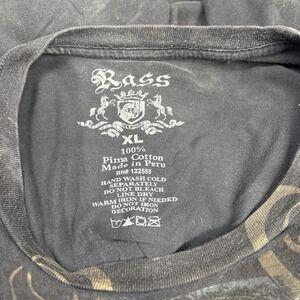 Rass
XL
100%
Pima Cotton
Made in Peru
RN# 122555
HAND WASH COLD
SEPARATELY
DO NOT BLEACH
LINE DRY
WARM IRON IF NEEDED
DO NOT IRON
DECORATION